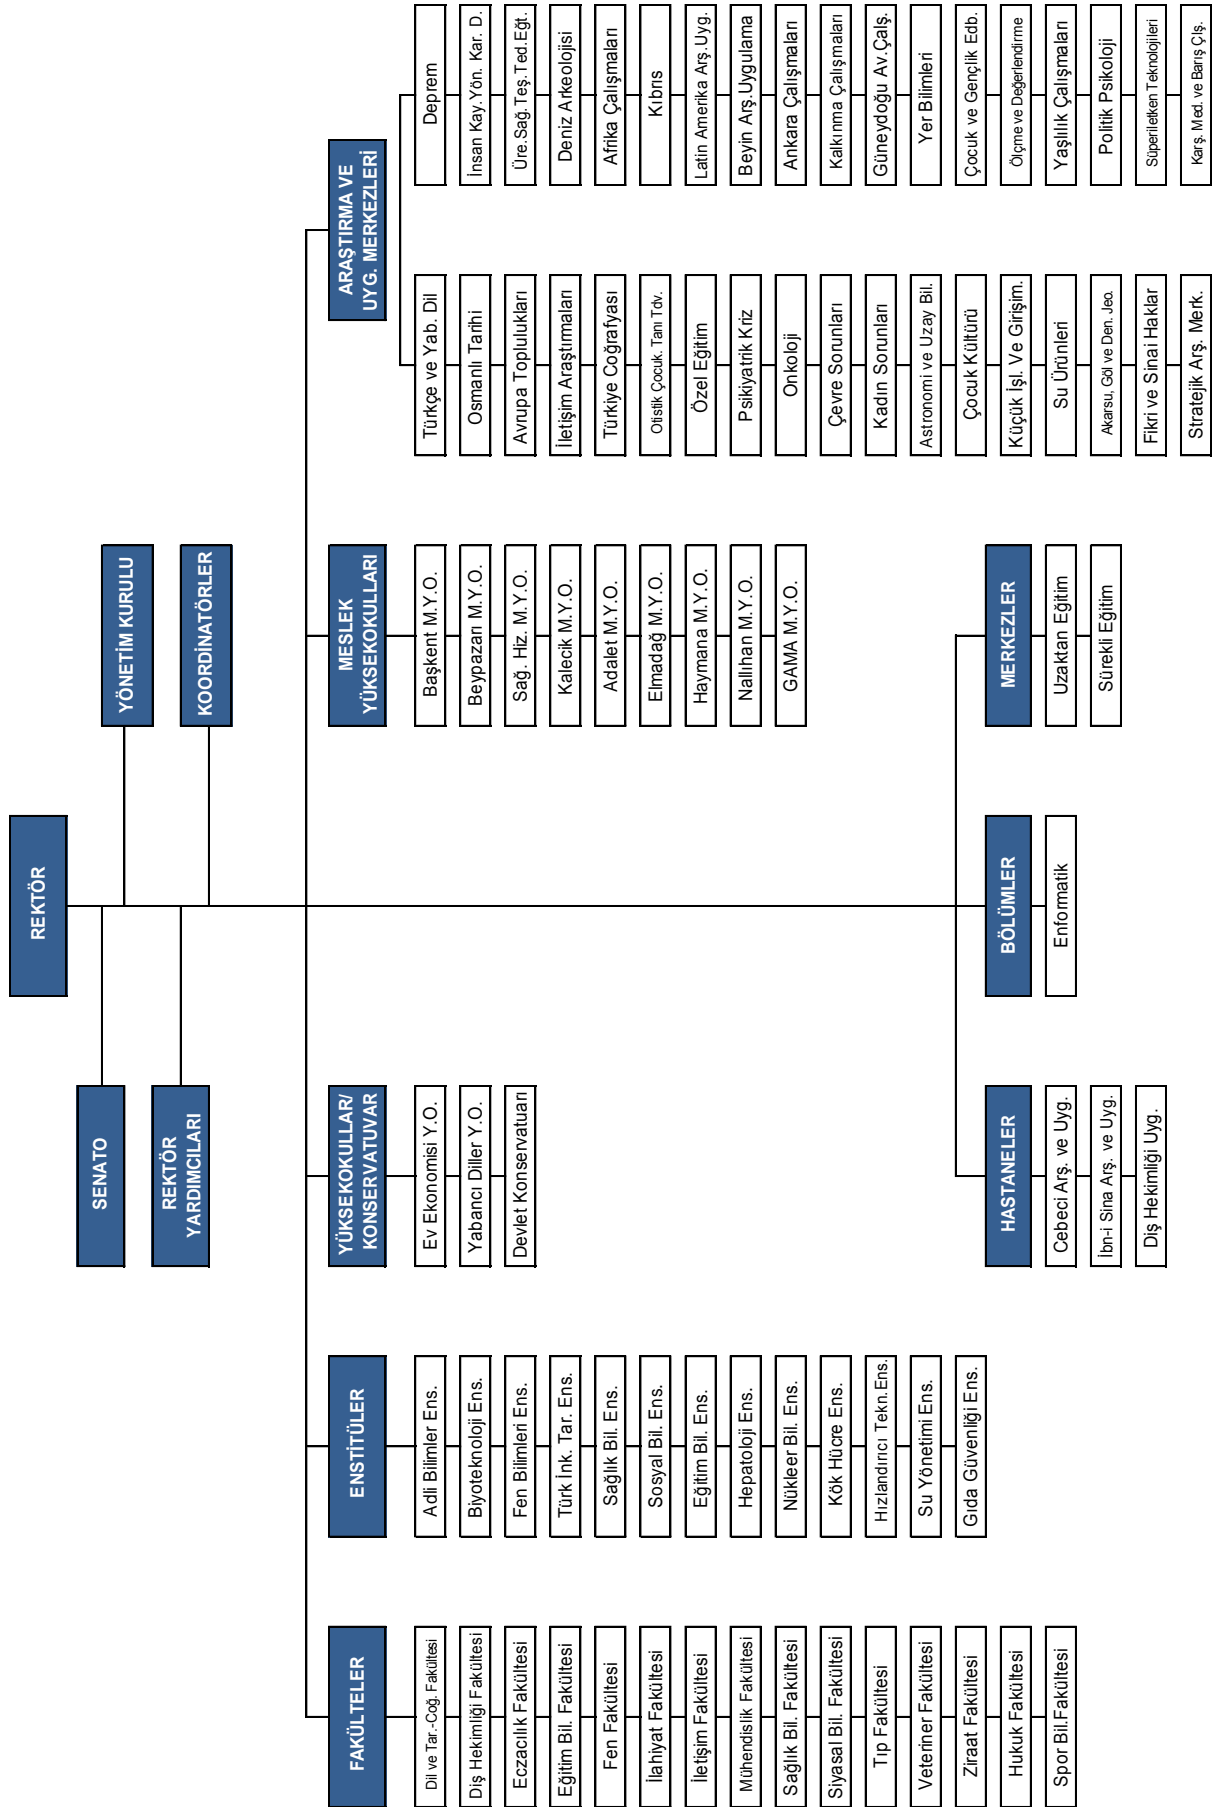 REKTÖR
SENATO
YÖNETİM KURULU
REKTÖR
YARDIMCILARI
KOORDİNATÖRLER
FAKÜLTELER
Dil ve Tar.-Coğ. Fakültesi
Diş Hekimliği Fakültesi
Eczacılık Fakültesi
Eğitim Bil. Fakültesi
Fen Fakültesi
İlahiyat Fakültesi
İletişim Fakültesi
Mühendislik Fakültesi
Sağlık Bil. Fakültesi
Siyasal Bil. Fakültesi
Tıp Fakültesi
Veteriner Fakültesi
Ziraat Fakültesi
Hukuk Fakültesi
Spor Bil.Fakültesi
ENSTİTÜLER
Adli Bilimler Ens.
Biyoteknoloji Ens.
Fen Bilimleri Ens.
Türk İnk. Tar. Ens.
Sağlık Bil. Ens.
Sosyal Bil. Ens.
Eğitim Bil. Ens.
Hepatoloji Ens.
Nükleer Bil. Ens.
Kök Hücre Ens.
Hızlandırıcı Tekn.Ens.
Su Yönetimi Ens.
Gıda Güvenliği Ens.
YÜKSEKOKULLAR/
KONSERVATUVAR
Ev Ekonomisi Y.O.
Yabancı Diller Y.O.
Devlet Konservatuarı
MESLEK
YÜKSEKOKULLARI
Başkent M.Y.O.
Beypazarı M.Y.O.
Sağ. Hiz. M.Y.O.
Kalecik M.Y.O.
Adalet M.Y.O.
Elmadağ M.Y.O.
Haymana M.Y.O.
Nallıhan M.Y.O.
GAMA M.Y.O.
ARAŞTIRMA VE
UYG. MERKEZLERİ
Türkçe ve Yab. Dil
Osmanlı Tarihi
Avrupa Toplulukları
İletişim Araştırmaları
Türkiye Coğrafyası
Otistik Çocuk. Tanı Tdv.
Özel Eğitim
Psikiyatrik Kriz
Onkoloji
Çevre Sorunları
Kadın Sorunları
Astronomi ve Uzay Bil.
Çocuk Kültürü
Küçük İşl. Ve Girişim.
Su Ürünleri
Akarsu, Göl ve Den. Jeo.
Fikri ve Sınai Haklar
Stratejik Arş. Merk.
Deprem
İnsan Kay.Yön. Kar. D.
Üre.Sağ.Teş.Ted.Eğt.
Deniz Arkeolojisi
Afrika Çalışmaları
Kıbrıs
Latin Amerika Arş.Uyg.
Beyin Arş.Uygulama
Ankara Çalışmaları
Kalkınma Çalışmaları
Güneydoğu Av.Çalş.
Yer Bilimleri
Çocuk ve Gençlik Edb.
Ölçme ve Değerlendirme
Yaşlılık Çalışmaları
Politik Psikoloji
Süperiletken Teknolojileri
Karş. Med. ve Barış Çlş.
HASTANELER
Cebeci Arş. ve Uyg.
İbn-i Sina Arş. ve Uyg.
Diş Hekimliği Uyg.
BÖLÜMLER
Enformatik
MERKEZLER
Uzaktan Eğitim
Sürekli Eğitim